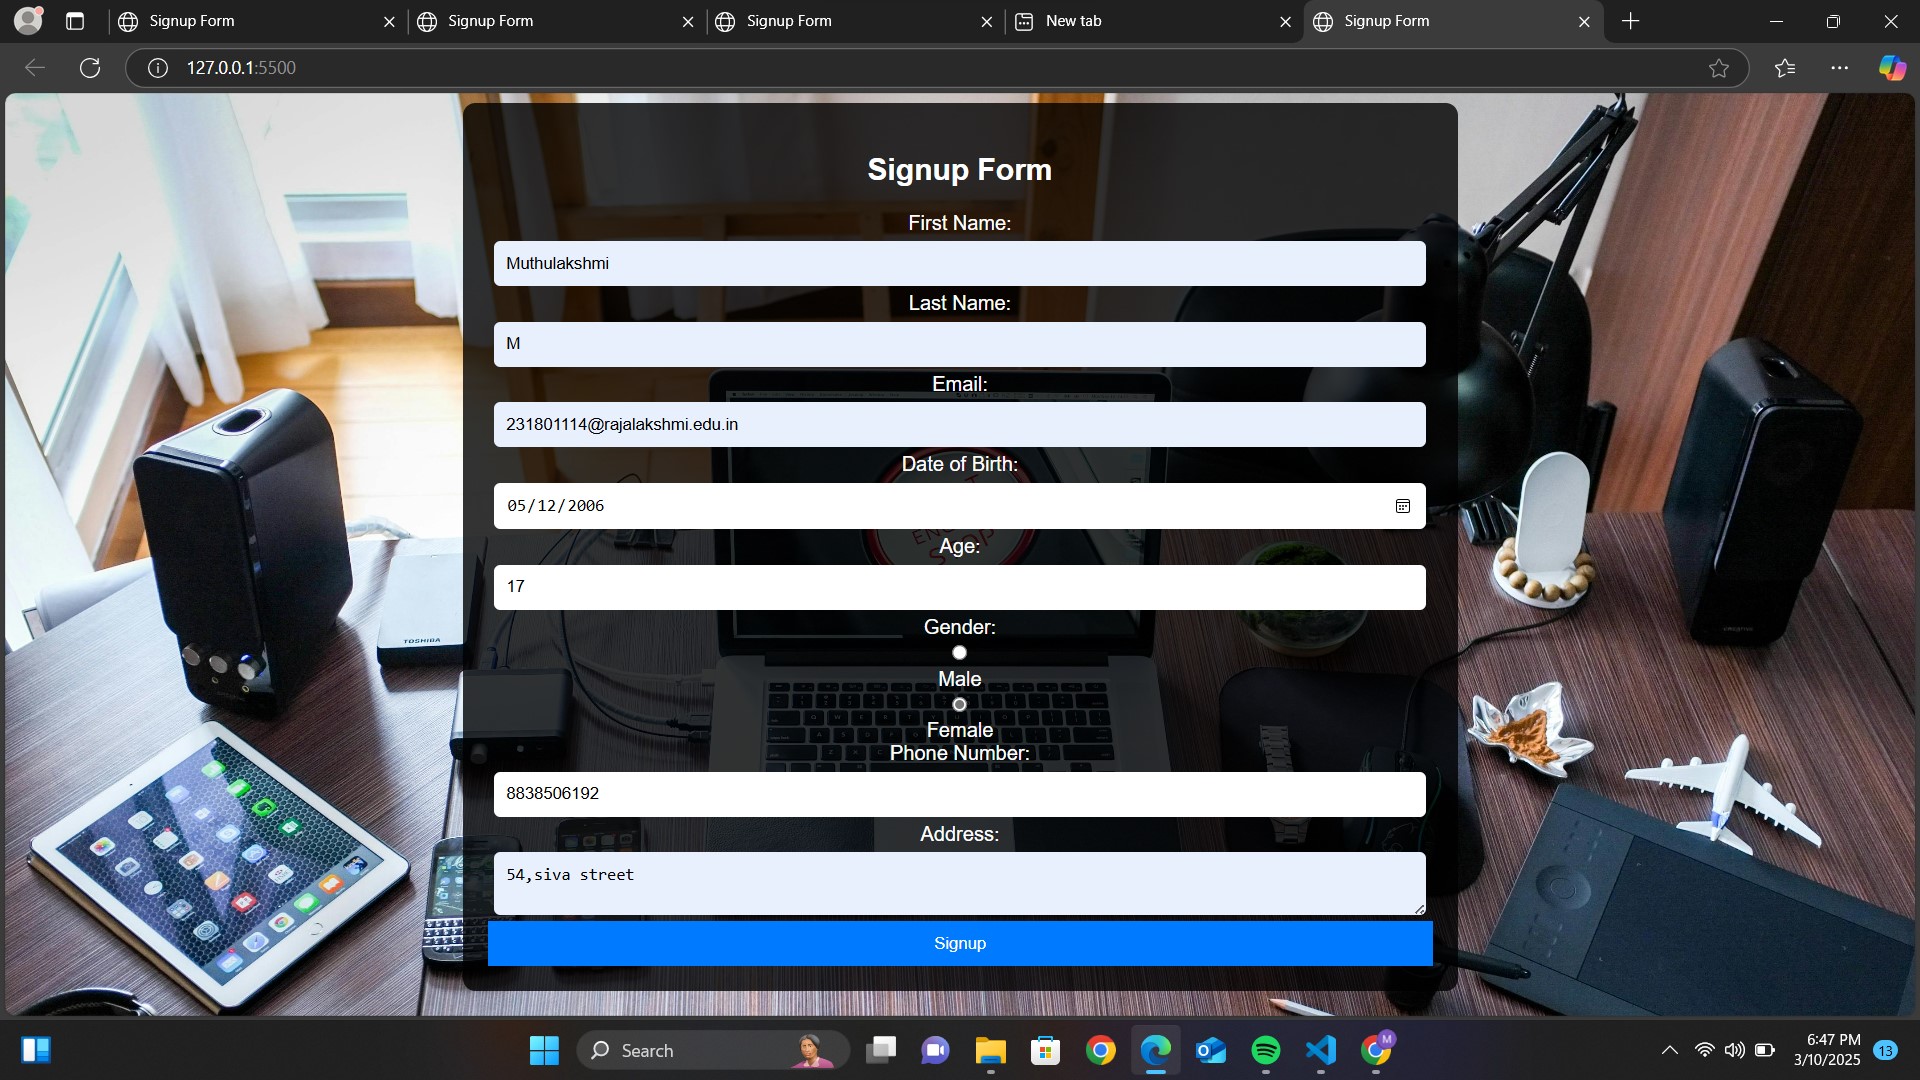 Signup Form
Signup Form
Signup Form
New tab
Signup Form
127.0.0.1:5500
Signup Form
First Name:
Muthulakshmi
Last Name:
M
Email:
231801114@rajalakshmi.edu.in
Date of Birth:
05/12/2006
Age:
17
Gender:
Male
Female
Phone Number:
8838506192
Address:
54,siva street
Signup
TOSHIBA
Search
M
6:47 PM
3/10/2025
13